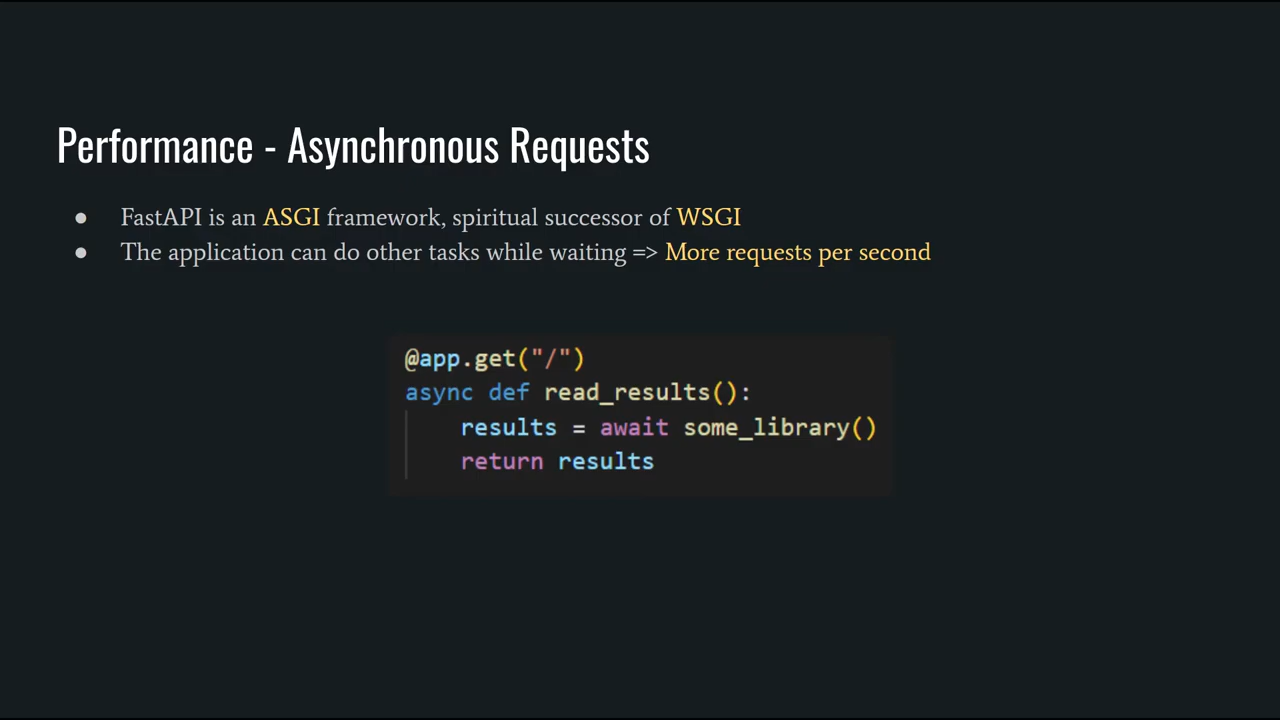 Performance - Asynchronous Requests
● FastAPI is an ASGI framework, spiritual successor of WSGI
● The application can do other tasks while waiting => More requests per second
@app.get("/")
async def read_results():
    results = await some_library()
    return results